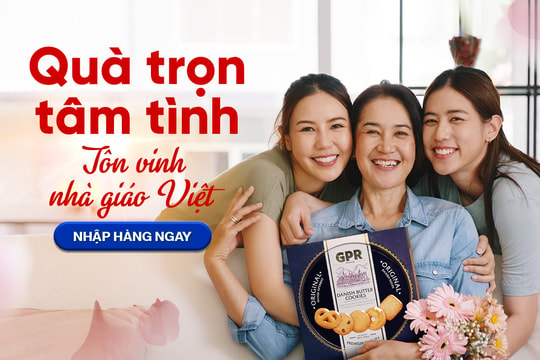 Quà trọn
tâm tình
Tôn vinh
nhà giáo Việt
NHẬP HÀNG NGAY
GPR
ORIGINAL
ORIGINAL
DANISH BUTTER
COOKIES